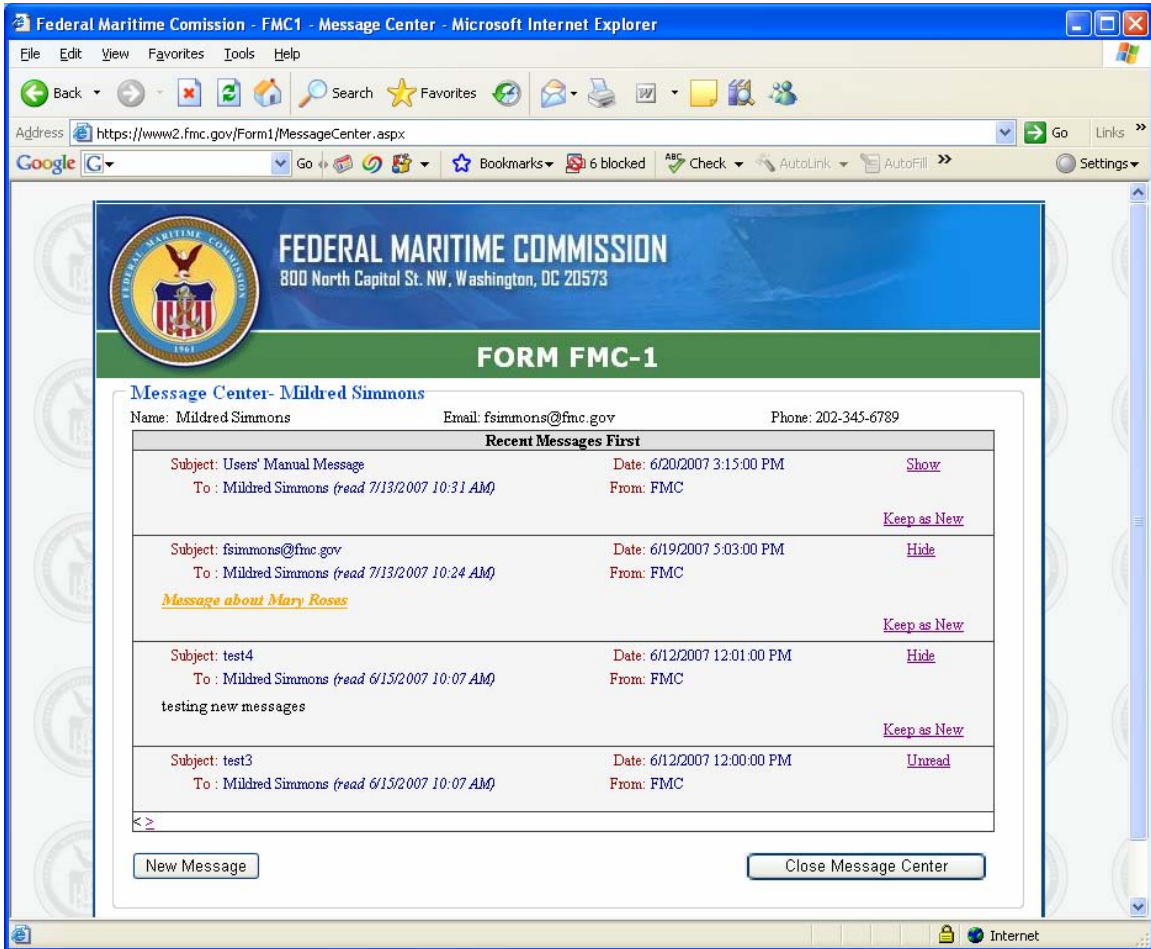 Federal Maritime Comission - FMC1 - Message Center - Microsoft Internet Explorer
File Edit View Favorites Tools Help
Back Search Favorites
Address https://www2.fmc.gov/Form1/MessageCenter.aspx Go Links »
Google G Go Bookmarks 6 blocked ABC Check AutoLink AutoFill » Settings
MARITIME COMMISSION
FEDERAL MARITIME COMMISSION
800 North Capitol St. NW, Washington, DC 20573
1961
FORM FMC-1
Message Center- Mildred Simmons
Name: Mildred Simmons Email: fsimmons@fmc.gov Phone: 202-345-6789
Recent Messages First
Subject: Users' Manual Message Date: 6/20/2007 3:15:00 PM Show
To : Mildred Simmons (read 7/13/2007 10:31 AM) From: FMC
Keep as New
Subject: fsimmons@fmc.gov Date: 6/19/2007 5:03:00 PM Hide
To : Mildred Simmons (read 7/13/2007 10:24 AM) From: FMC
Message about Mary Roses
Keep as New
Subject: test4 Date: 6/12/2007 12:01:00 PM Hide
To : Mildred Simmons (read 6/15/2007 10:07 AM) From: FMC
testing new messages
Keep as New
Subject: test3 Date: 6/12/2007 12:00:00 PM Unread
To : Mildred Simmons (read 6/15/2007 10:07 AM) From: FMC
< >
New Message Close Message Center
Internet